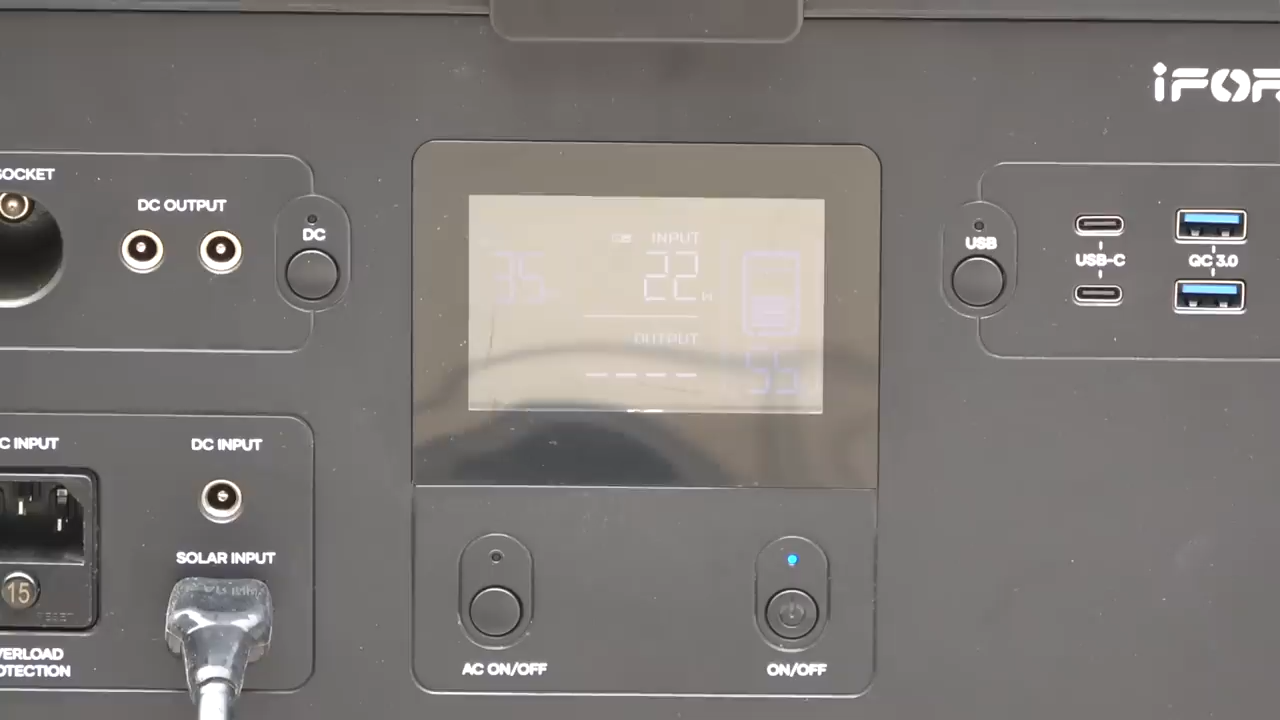 iFOR
SOCKET
DC OUTPUT
DC
USB
USB-C
QC 3.0
INPUT
35
22 W
OUTPUT
----
55
C INPUT
DC INPUT
SOLAR INPUT
15
RESET
VERLOAD
OTECTION
AC ON/OFF
ON/OFF